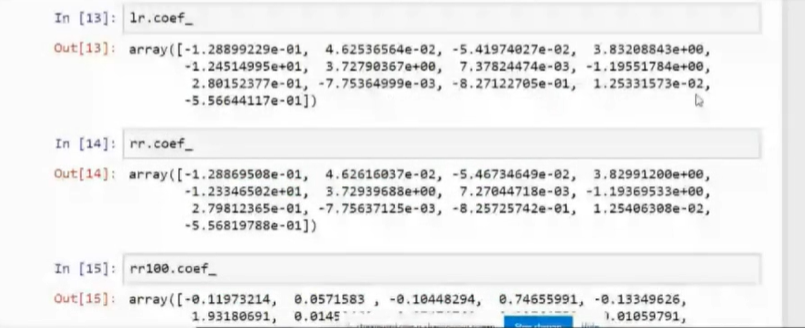 In [13]: lr.coef_
Out[13]: array([-1.28899229e-01, 4.62536564e-02, -5.41974027e-02, 3.83208843e+00,
-1.24514995e+01, 3.72790367e+00, 7.37824474e-03, -1.19551784e+00,
2.80152377e-01, -7.75364999e-03, -8.27122705e-01, 1.25331573e-02,
-5.56644117e-01])
In [14]: rr.coef_
Out[14]: array([-1.28869508e-01, 4.62616037e-02, -5.46734649e-02, 3.82991200e+00,
-1.23346502e+01, 3.72939688e+00, 7.27044718e-03, -1.19369533e+00,
2.79812365e-01, -7.75637125e-03, -8.25725742e-01, 1.25406308e-02,
-5.56819788e-01])
In [15]: rr100.coef_
Out[15]: array([-0.11973214, 0.0571583 , -0.10448294, 0.74655991, -0.13349626,
1.93180691, 0.0145 .01059791,
Stop sharing Hide